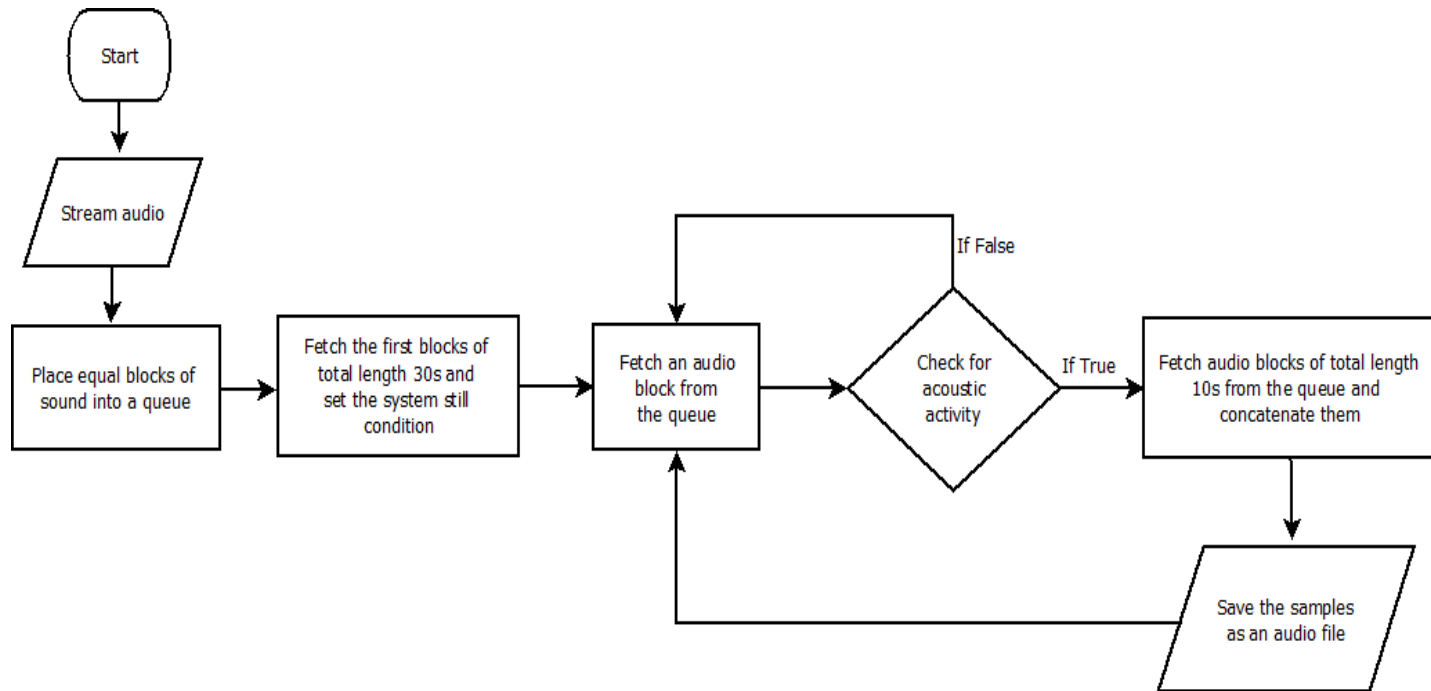 Start
Stream audio
Place equal blocks of
sound into a queue
Fetch the first blocks of
total length 30s and
set the system still
condition
Fetch an audio
block from
the queue
If False
Check for
acoustic
activity
If True
Fetch audio blocks of total length
10s from the queue and
concatenate them
Save the samples
as an audio file